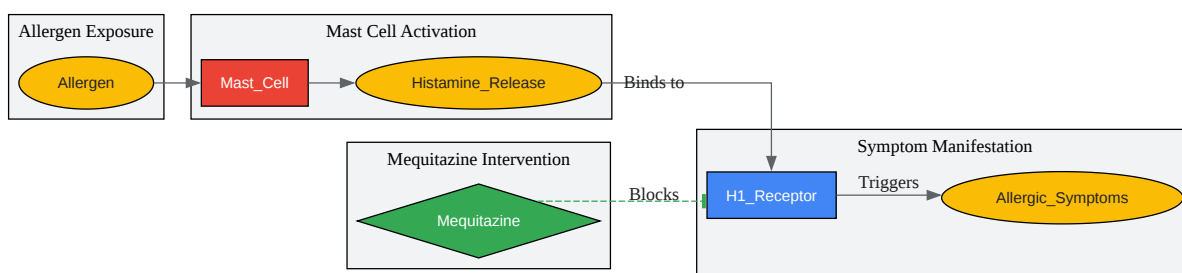 Allergen Exposure
Mast Cell Activation
Allergen
Mast_Cell
Histamine_Release
Binds to
Mequitazine Intervention
Symptom Manifestation
Mequitazine
Blocks
H1_Receptor
Triggers
Allergic_Symptoms